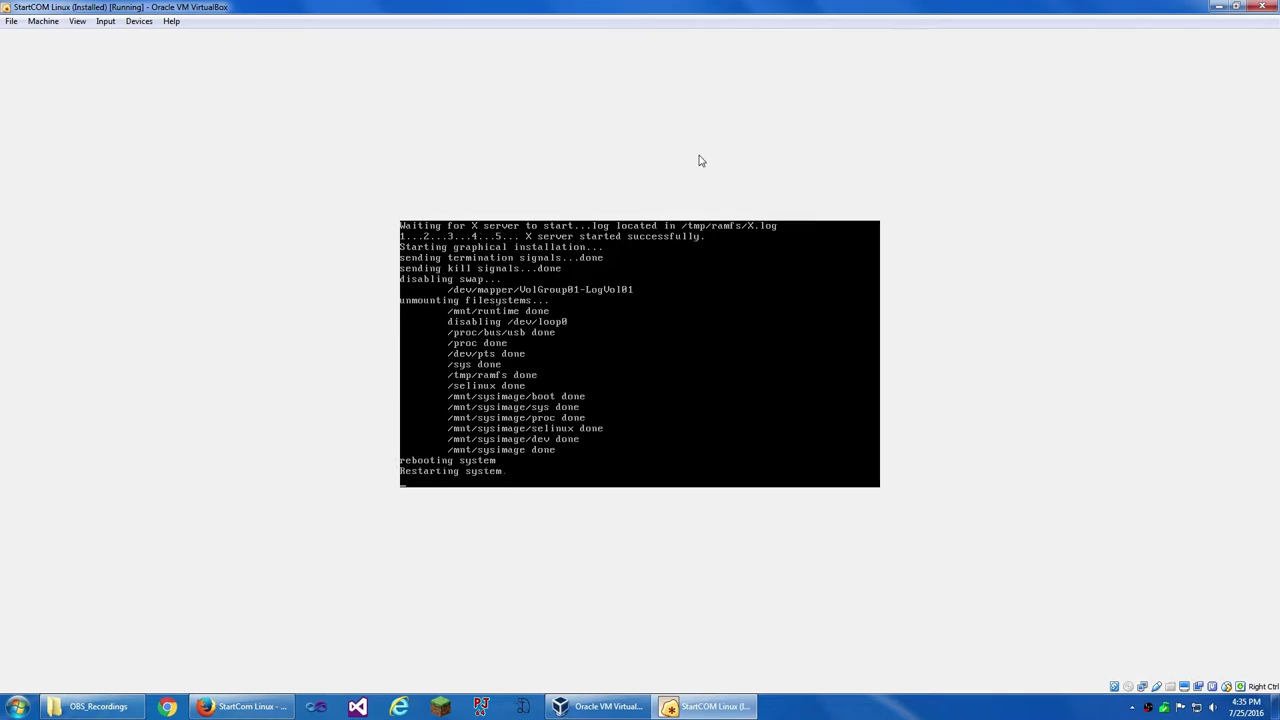 StartCOM Linux (Installed) [Running] - Oracle VM VirtualBox
File Machine View Input Devices Help
Waiting for X server to start...log located in /tmp/ramfs/X.log
1...2...3...4...5... X server started successfully.
Starting graphical installation...
sending termination signals...done
sending kill signals...done
disabling swap...
/dev/mapper/VolGroup01-LogVol01
unmounting filesystems...
/mnt/runtime done
disabling /dev/loop0
/proc/bus/usb done
/proc done
/dev/pts done
/sys done
/tmp/ramfs done
/selinux done
/mnt/sysimage/boot done
/mnt/sysimage/sys done
/mnt/sysimage/proc done
/mnt/sysimage/selinux done
/mnt/sysimage/dev done
/mnt/sysimage done
rebooting system
Restarting system.
Right Ctrl
OBS_Recordings
StartCom Linux - ...
PJ
64
Oracle VM Virtual...
StartCOM Linux (I...
4:35 PM
7/25/2016